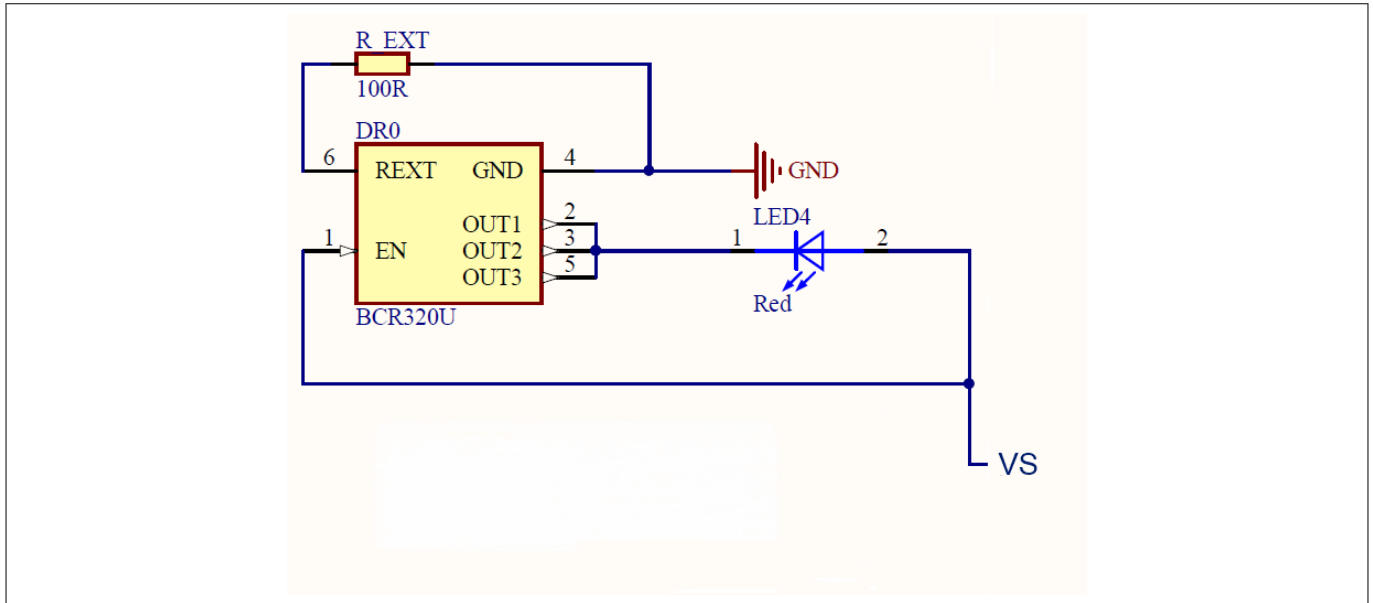 R_EXT
100R
DR0
6 REXT GND 4
GND
LED4
OUT1 2
1 EN OUT2 3 1 2
OUT3 5
Red
BCR320U
VS